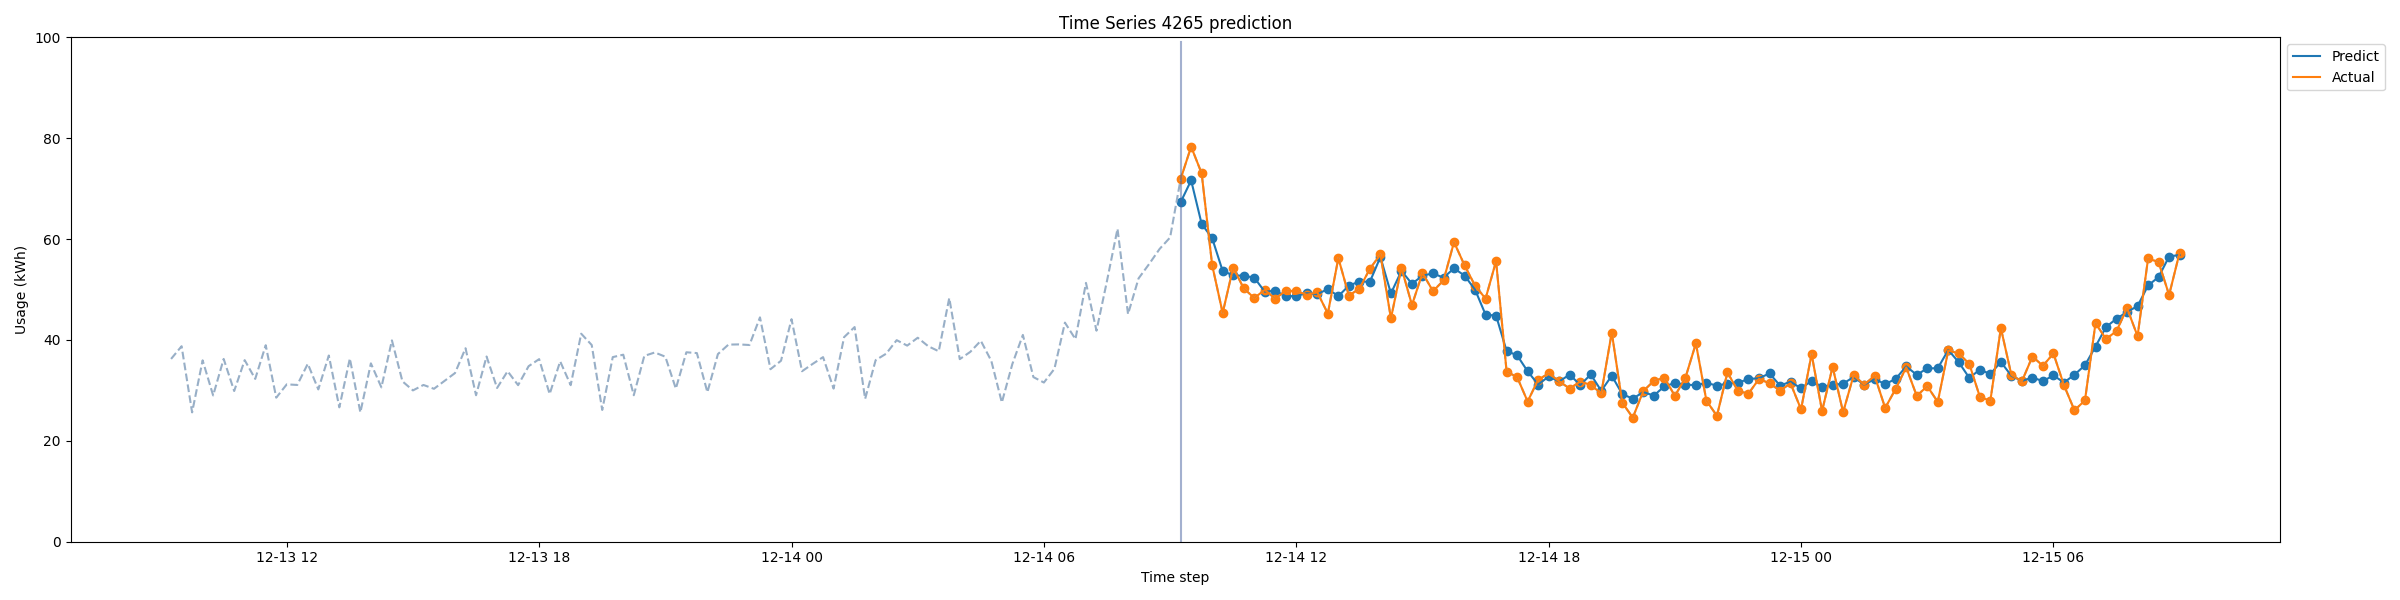 Time Series 4265 prediction
100
80
60
40
20
0
Usage (kWh)
12-13 12
12-13 18
12-14 00
12-14 06
12-14 12
12-14 18
12-15 00
12-15 06
Time step
Predict
Actual